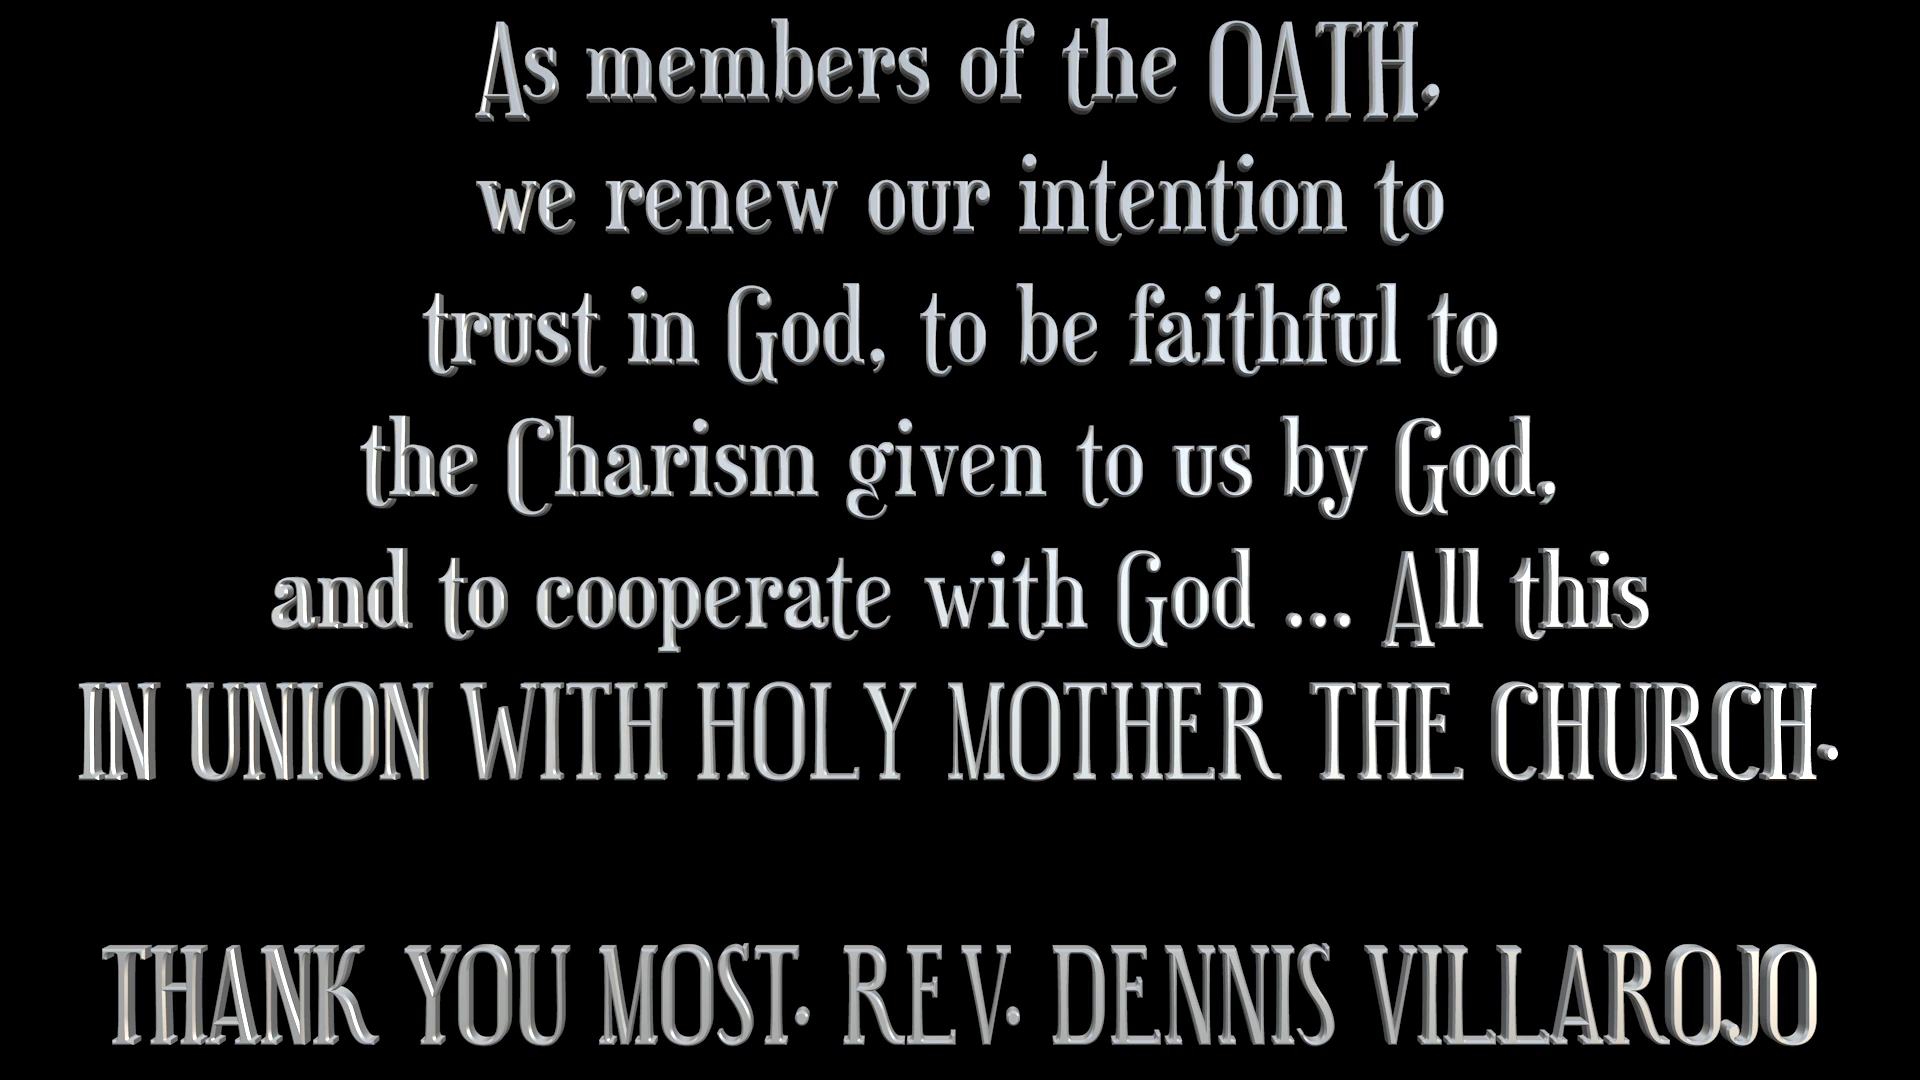 As members of the OATH,
we renew our intention to
trust in God, to be faithful to
the Charism given to us by God,
and to cooperate with God ... All this
IN UNION WITH HOLY MOTHER THE CHURCH.
THANK YOU MOST. REV. DENNIS VILLAROJO